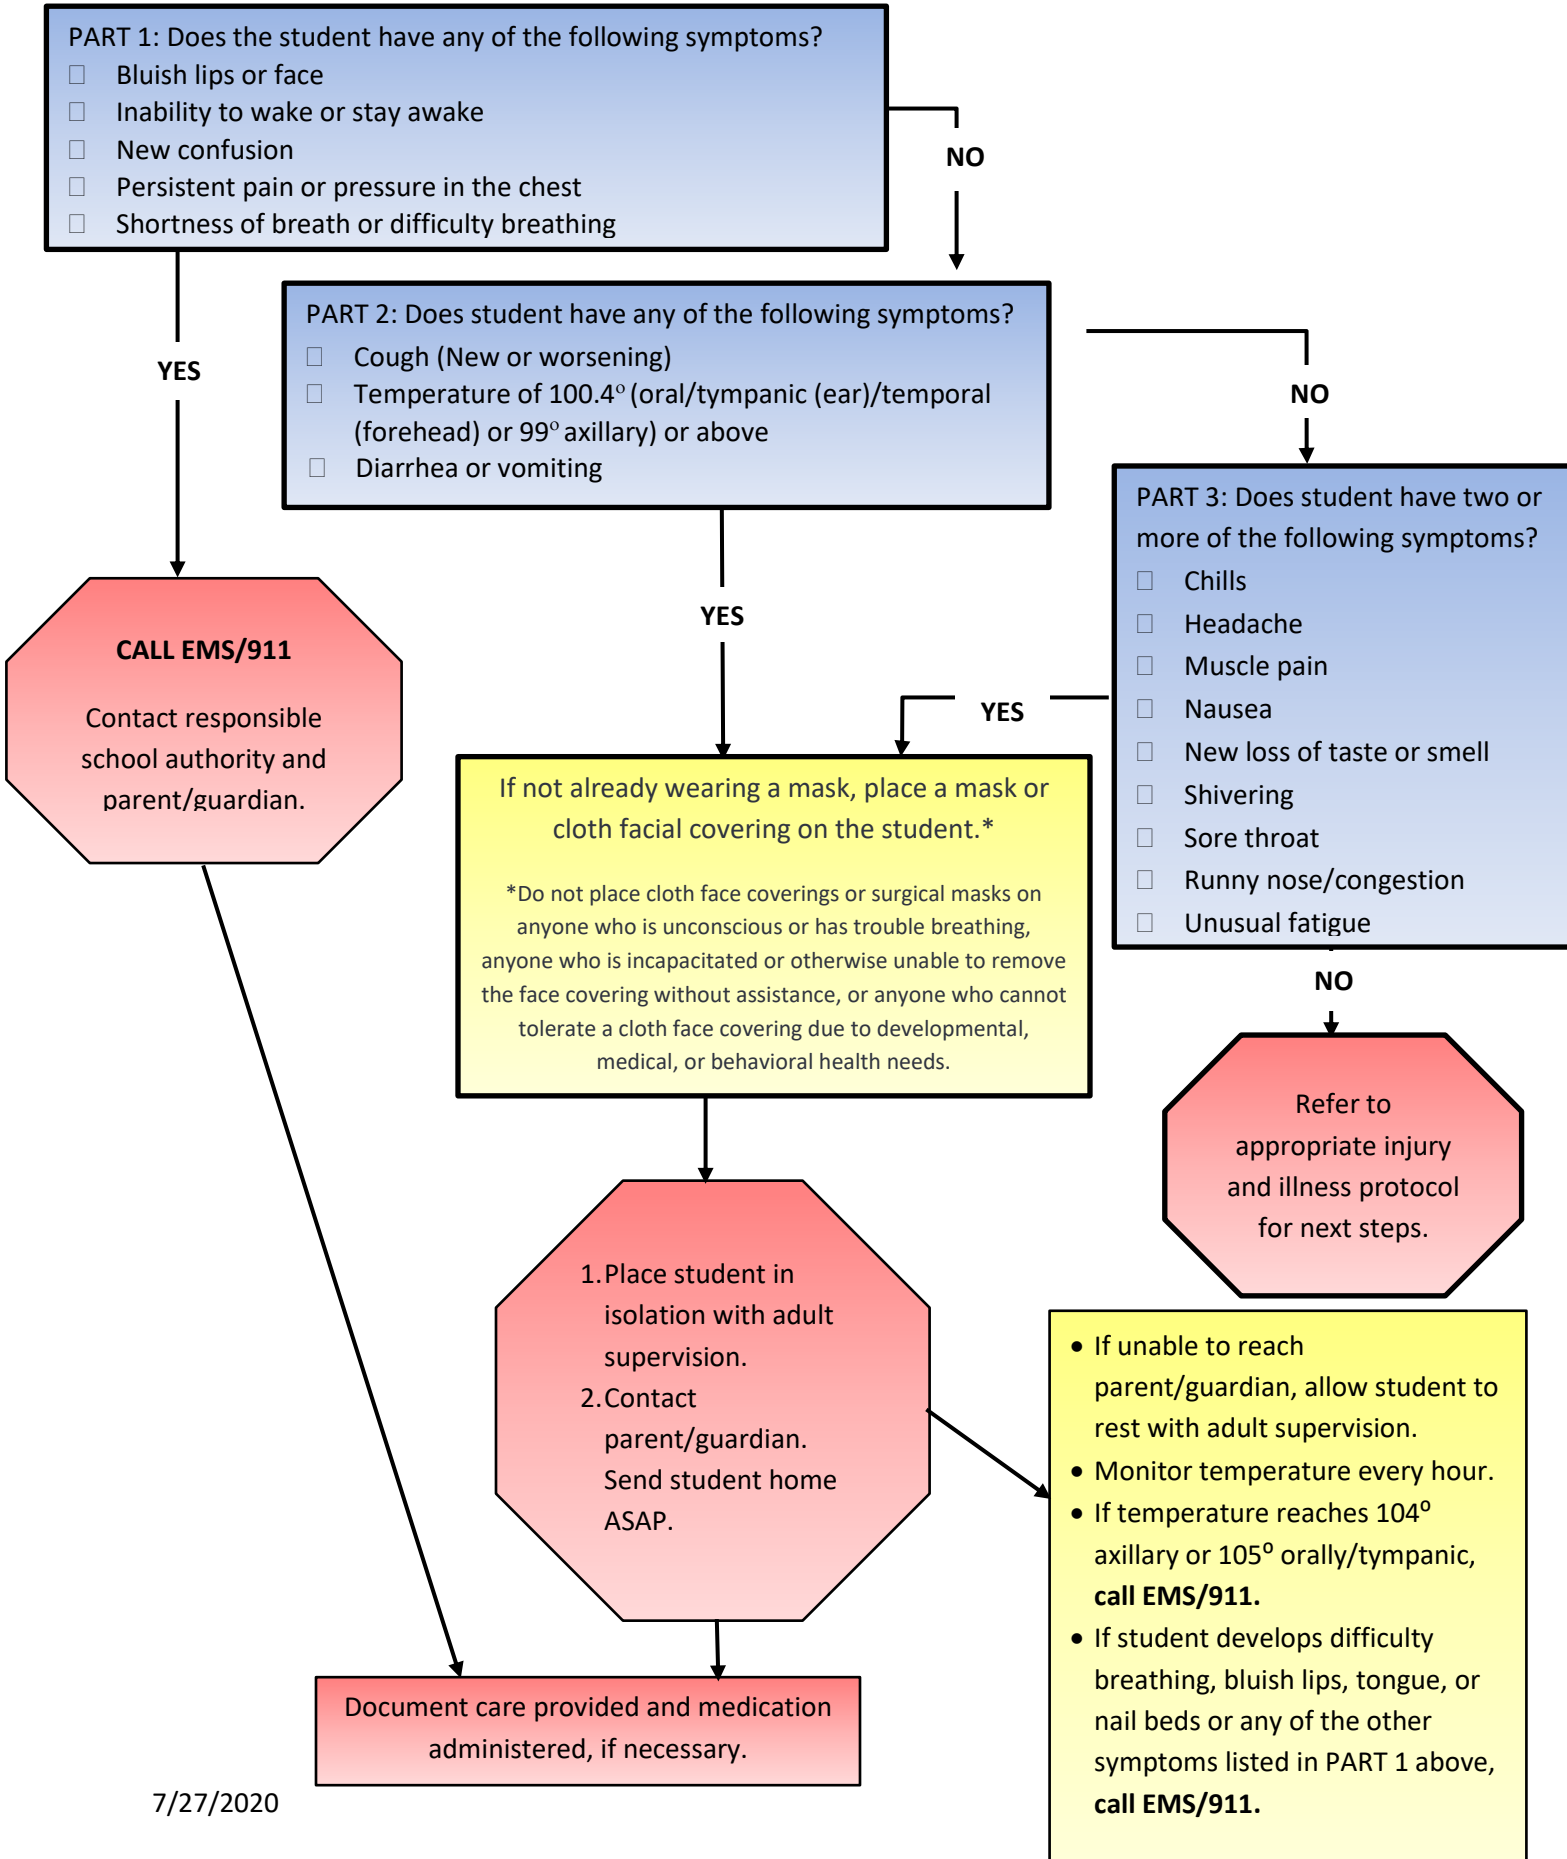 PART 1: Does the student have any of the following symptoms?
☐ Bluish lips or face
☐ Inability to wake or stay awake
☐ New confusion
☐ Persistent pain or pressure in the chest
☐ Shortness of breath or difficulty breathing
NO
YES
PART 2: Does student have any of the following symptoms?
☐ Cough (New or worsening)
☐ Temperature of 100.4° (oral/tympanic (ear)/temporal
(forehead) or 99° axillary) or above
☐ Diarrhea or vomiting
NO
YES
PART 3: Does student have two or
more of the following symptoms?
☐ Chills
☐ Headache
☐ Muscle pain
☐ Nausea
☐ New loss of taste or smell
☐ Shivering
☐ Sore throat
☐ Runny nose/congestion
☐ Unusual fatigue
YES
NO
CALL EMS/911
Contact responsible
school authority and
parent/guardian.
If not already wearing a mask, place a mask or
cloth facial covering on the student.*
*Do not place cloth face coverings or surgical masks on
anyone who is unconscious or has trouble breathing,
anyone who is incapacitated or otherwise unable to remove
the face covering without assistance, or anyone who cannot
tolerate a cloth face covering due to developmental,
medical, or behavioral health needs.
Refer to
appropriate injury
and illness protocol
for next steps.
1. Place student in
isolation with adult
supervision.
2. Contact
parent/guardian.
Send student home
ASAP.
• If unable to reach
parent/guardian, allow student to
rest with adult supervision.
• Monitor temperature every hour.
• If temperature reaches 104⁰
axillary or 105⁰ orally/tympanic,
call EMS/911.
• If student develops difficulty
breathing, bluish lips, tongue, or
nail beds or any of the other
symptoms listed in PART 1 above,
call EMS/911.
Document care provided and medication
administered, if necessary.
7/27/2020